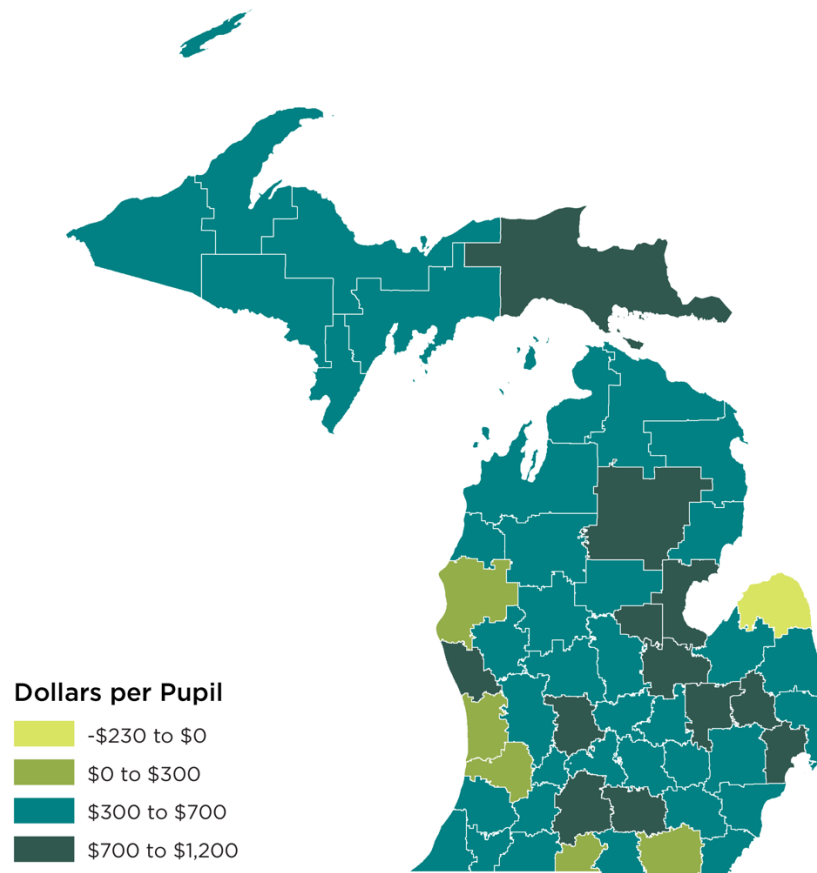 Dollars per Pupil
-$230 to $0
$0 to $300
$300 to $700
$700 to $1,200